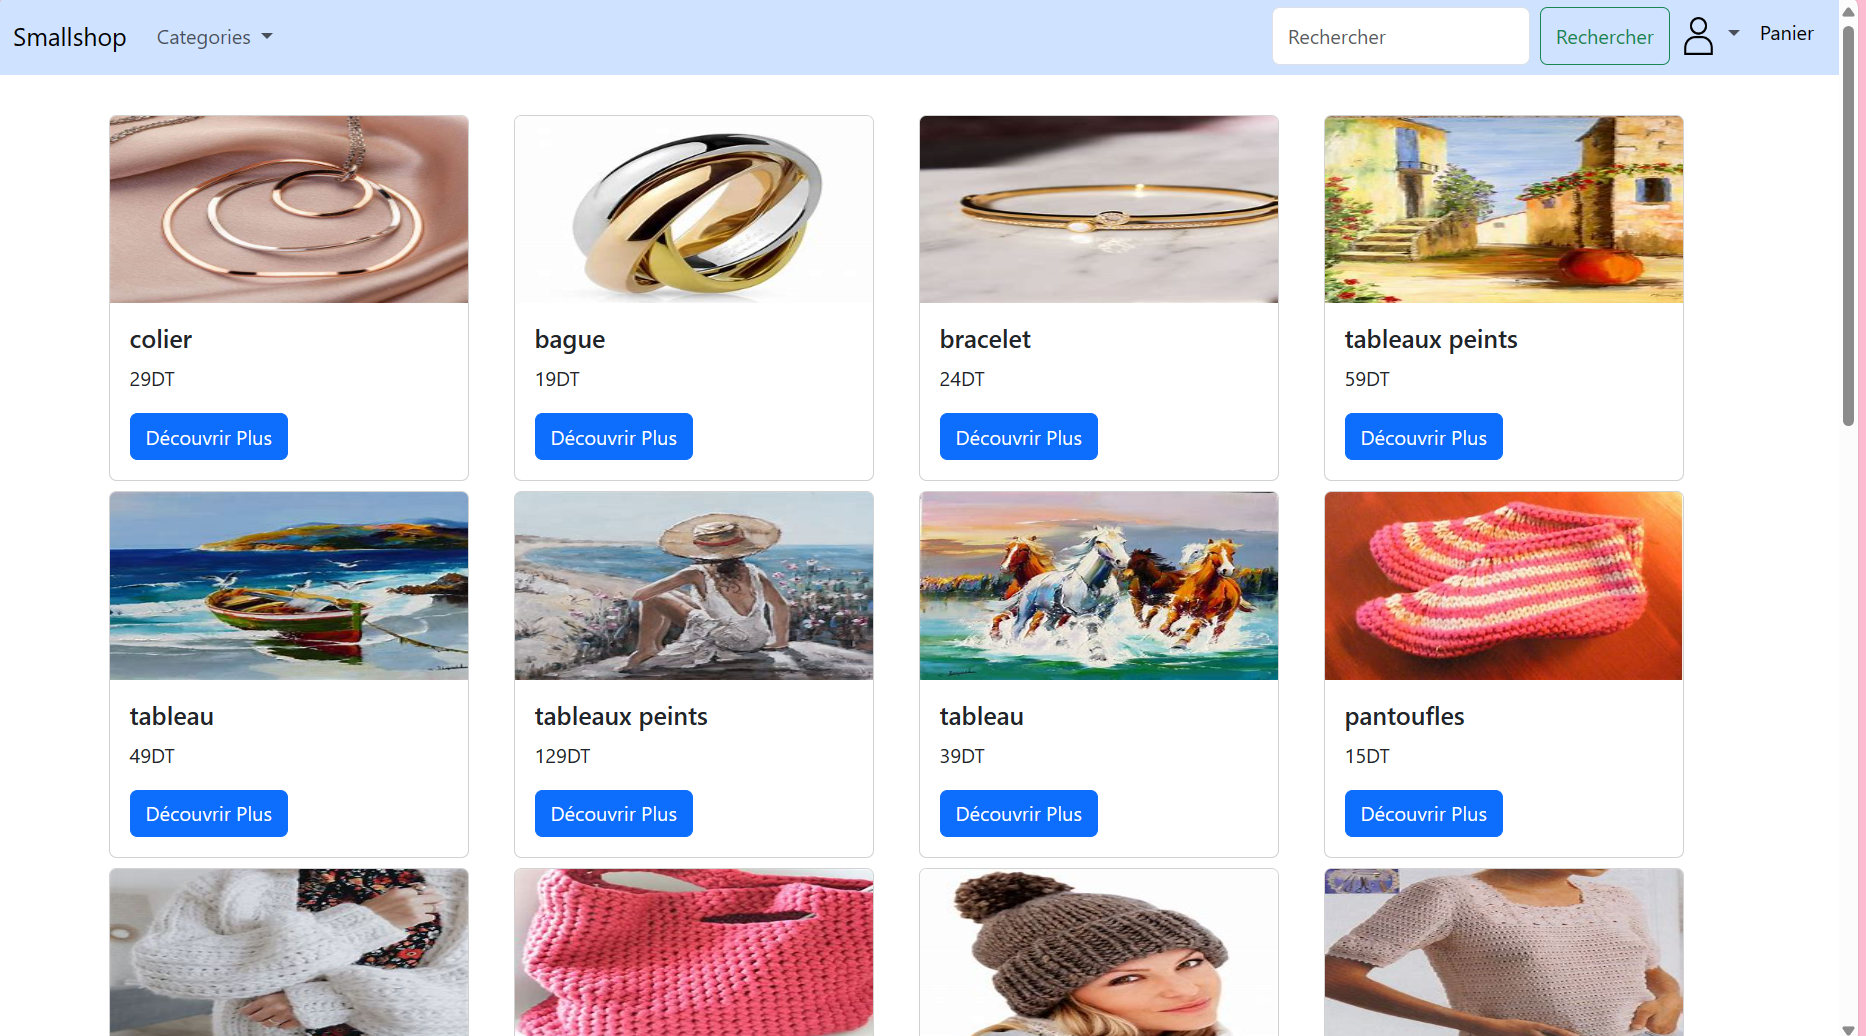 Smallshop Categories Rechercher Rechercher Panier
colier bague bracelet tableaux peints
29DT 19DT 24DT 59DT
Découvrir Plus Découvrir Plus Découvrir Plus Découvrir Plus
tableau tableaux peints tableau pantoufles
49DT 129DT 39DT 15DT
Découvrir Plus Découvrir Plus Découvrir Plus Découvrir Plus